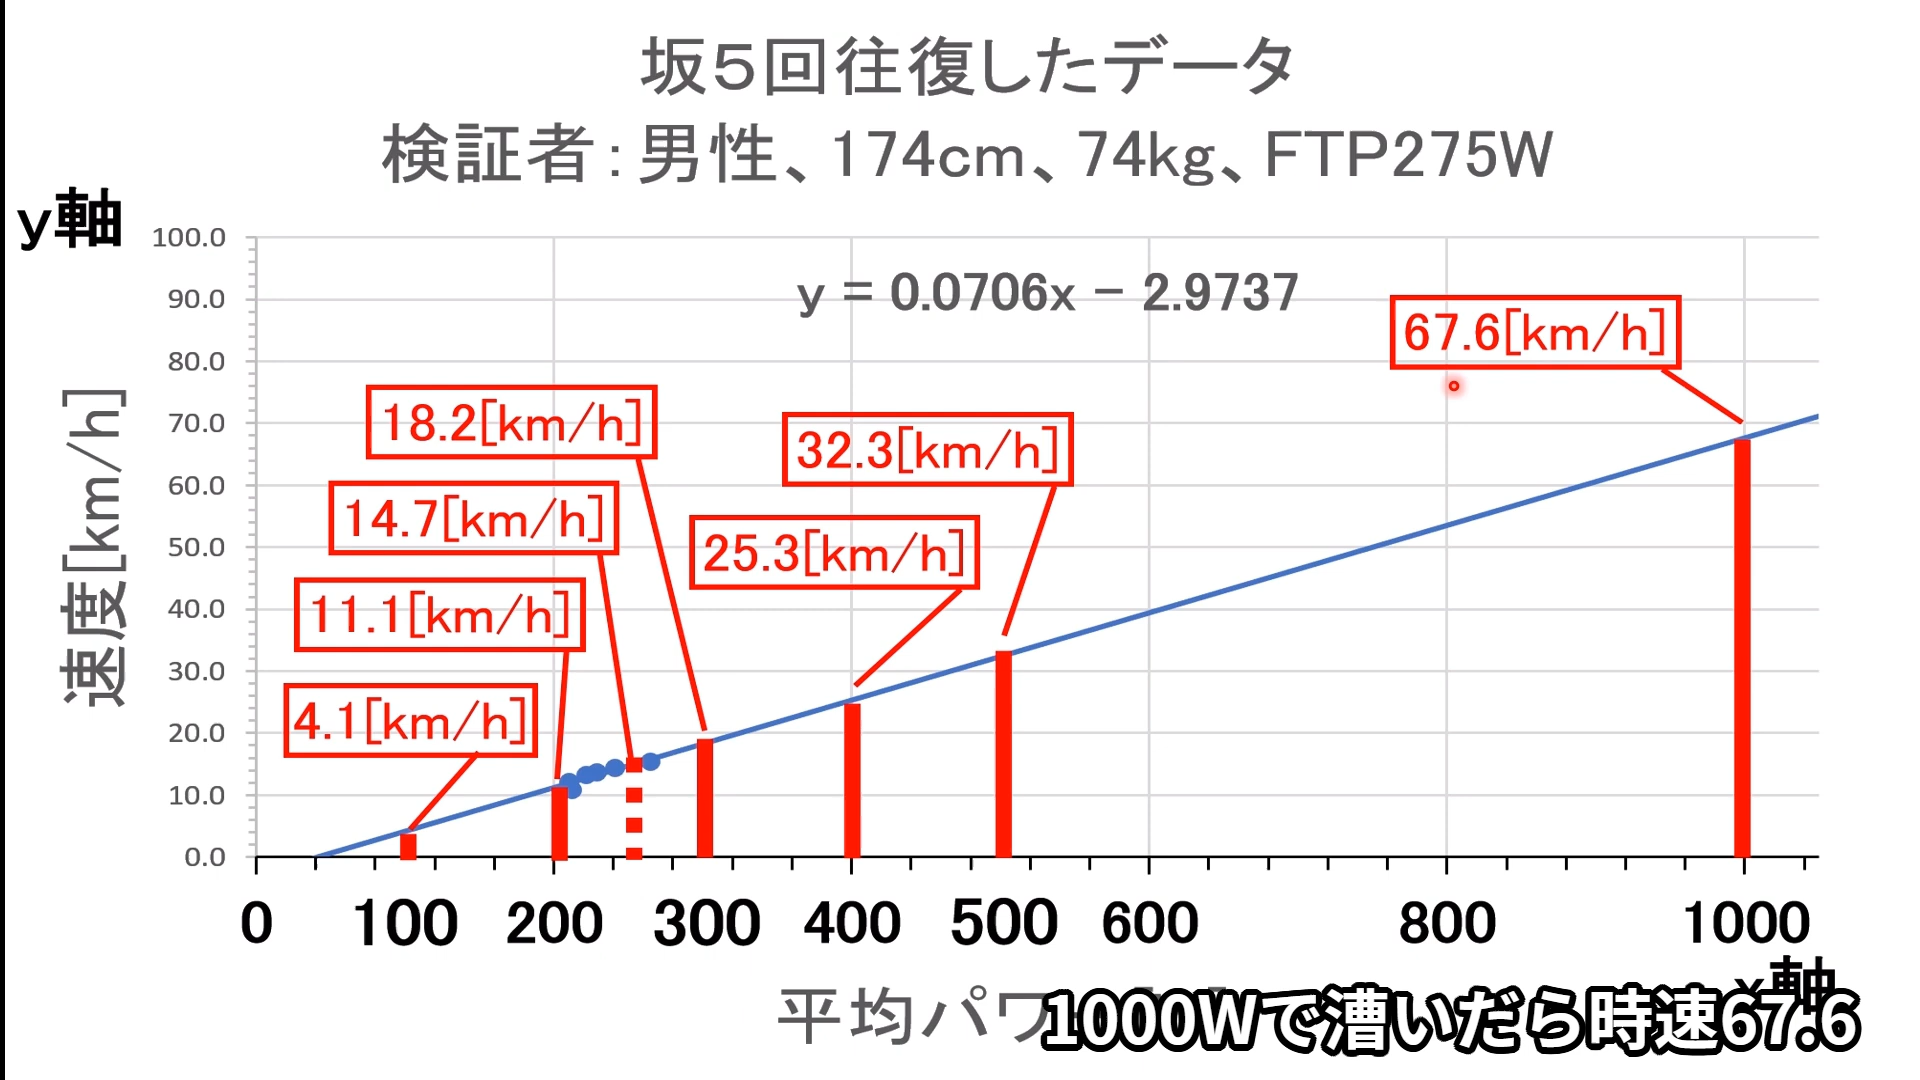 坂5回往復したデータ
検証者：男性、174cm、74kg、FTP275W
y軸
速度[km/h]
100.0
90.0
80.0
70.0
60.0
50.0
40.0
30.0
20.0
10.0
0.0
y = 0.0706x − 2.9737
67.6[km/h]
18.2[km/h]
32.3[km/h]
14.7[km/h]
25.3[km/h]
11.1[km/h]
4.1[km/h]
0 100 200 300 400 500 600 800 1000
x軸
平均パワー
1000Wで漕いだら時速67.6